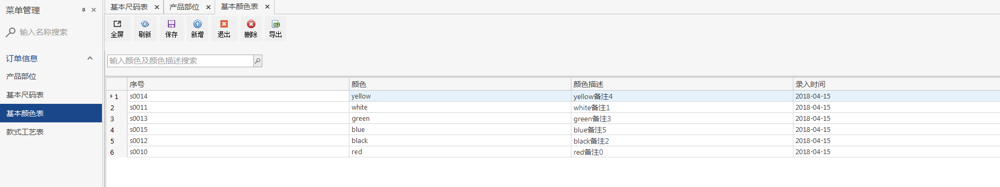 菜单管理
输入名称搜索
订单信息
产品部位
基本尺码表
基本颜色表
款式工艺表
基本尺码表 产品部位 基本颜色表
全屏 刷新 保存 新增 退出 删除 导出
输入颜色及颜色描述搜索
序号 颜色 颜色描述 录入时间
1 s0014 yellow yellow备注4 2018-04-15
2 s0011 white white备注1 2018-04-15
3 s0013 green green备注3 2018-04-15
4 s0015 blue blue备注5 2018-04-15
5 s0012 black black备注2 2018-04-15
6 s0010 red red备注0 2018-04-15